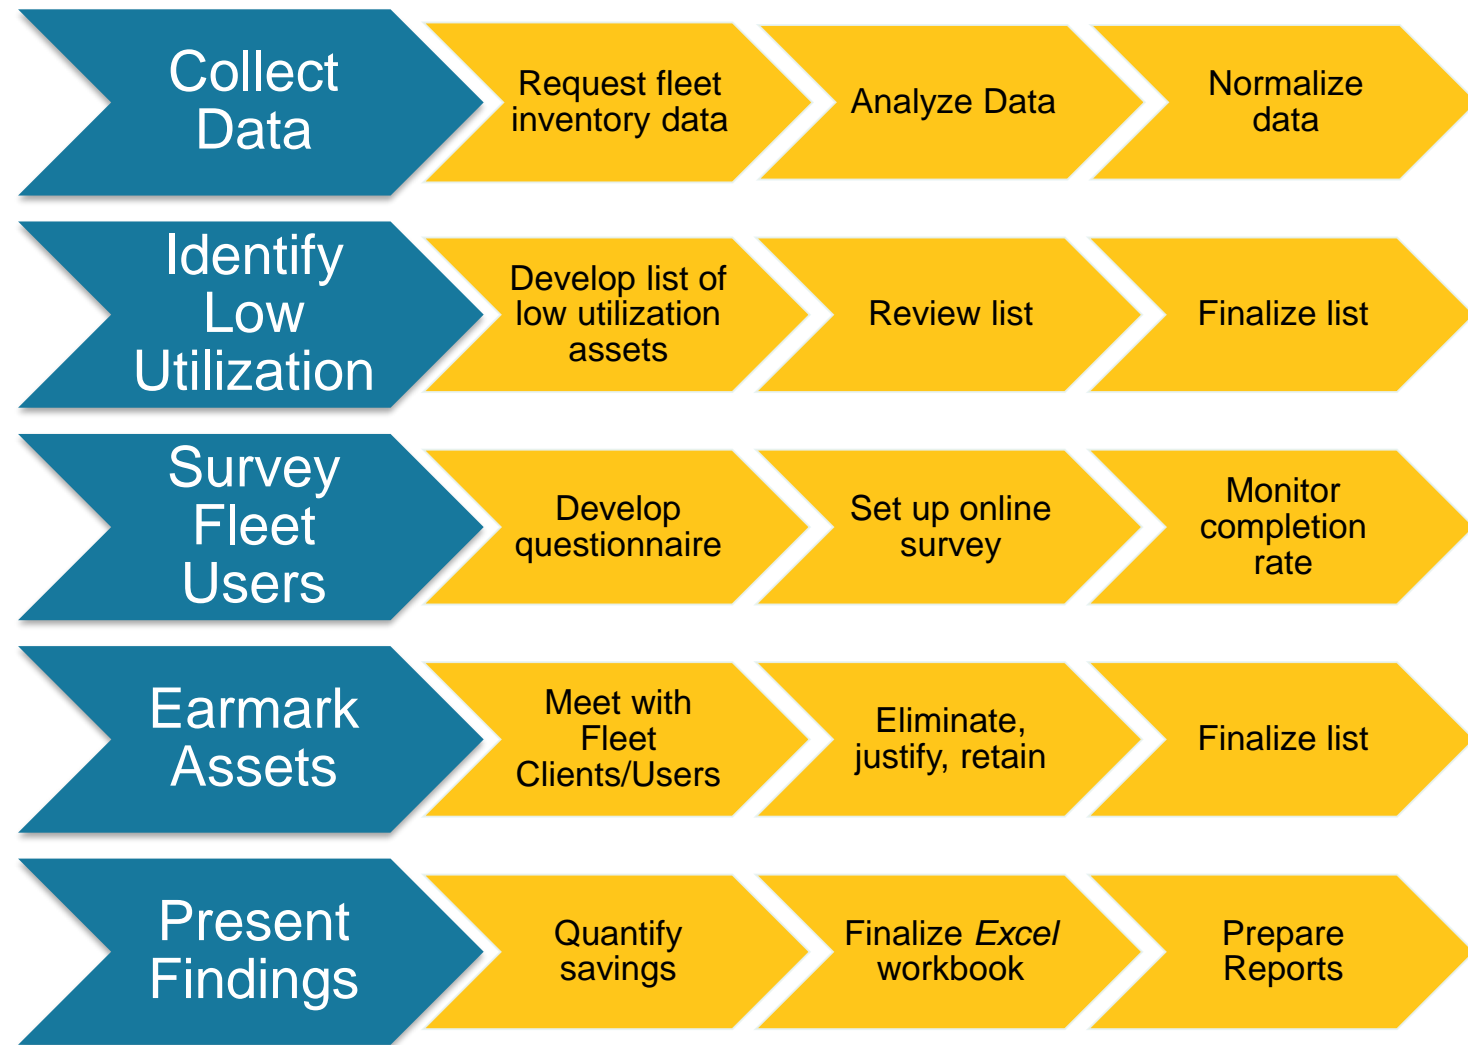 Collect
Data
Request fleet
inventory data
Analyze Data
Normalize
data
Identify
Low
Utilization
Develop list of
low utilization
assets
Review list
Finalize list
Survey
Fleet
Users
Develop
questionnaire
Set up online
survey
Monitor
completion
rate
Earmark
Assets
Meet with
Fleet
Clients/Users
Eliminate,
justify, retain
Finalize list
Present
Findings
Quantify
savings
Finalize Excel
workbook
Prepare
Reports